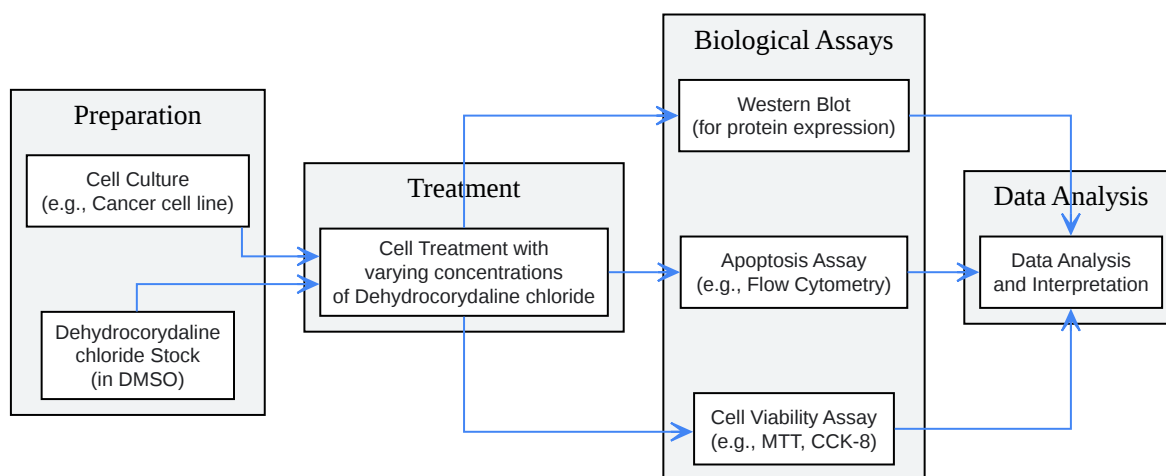 Preparation
Cell Culture
(e.g., Cancer cell line)
Dehydrocorydaline
chloride Stock
(in DMSO)
Treatment
Cell Treatment with
varying concentrations
of Dehydrocorydaline chloride
Biological Assays
Western Blot
(for protein expression)
Apoptosis Assay
(e.g., Flow Cytometry)
Cell Viability Assay
(e.g., MTT, CCK-8)
Data Analysis
Data Analysis
and Interpretation